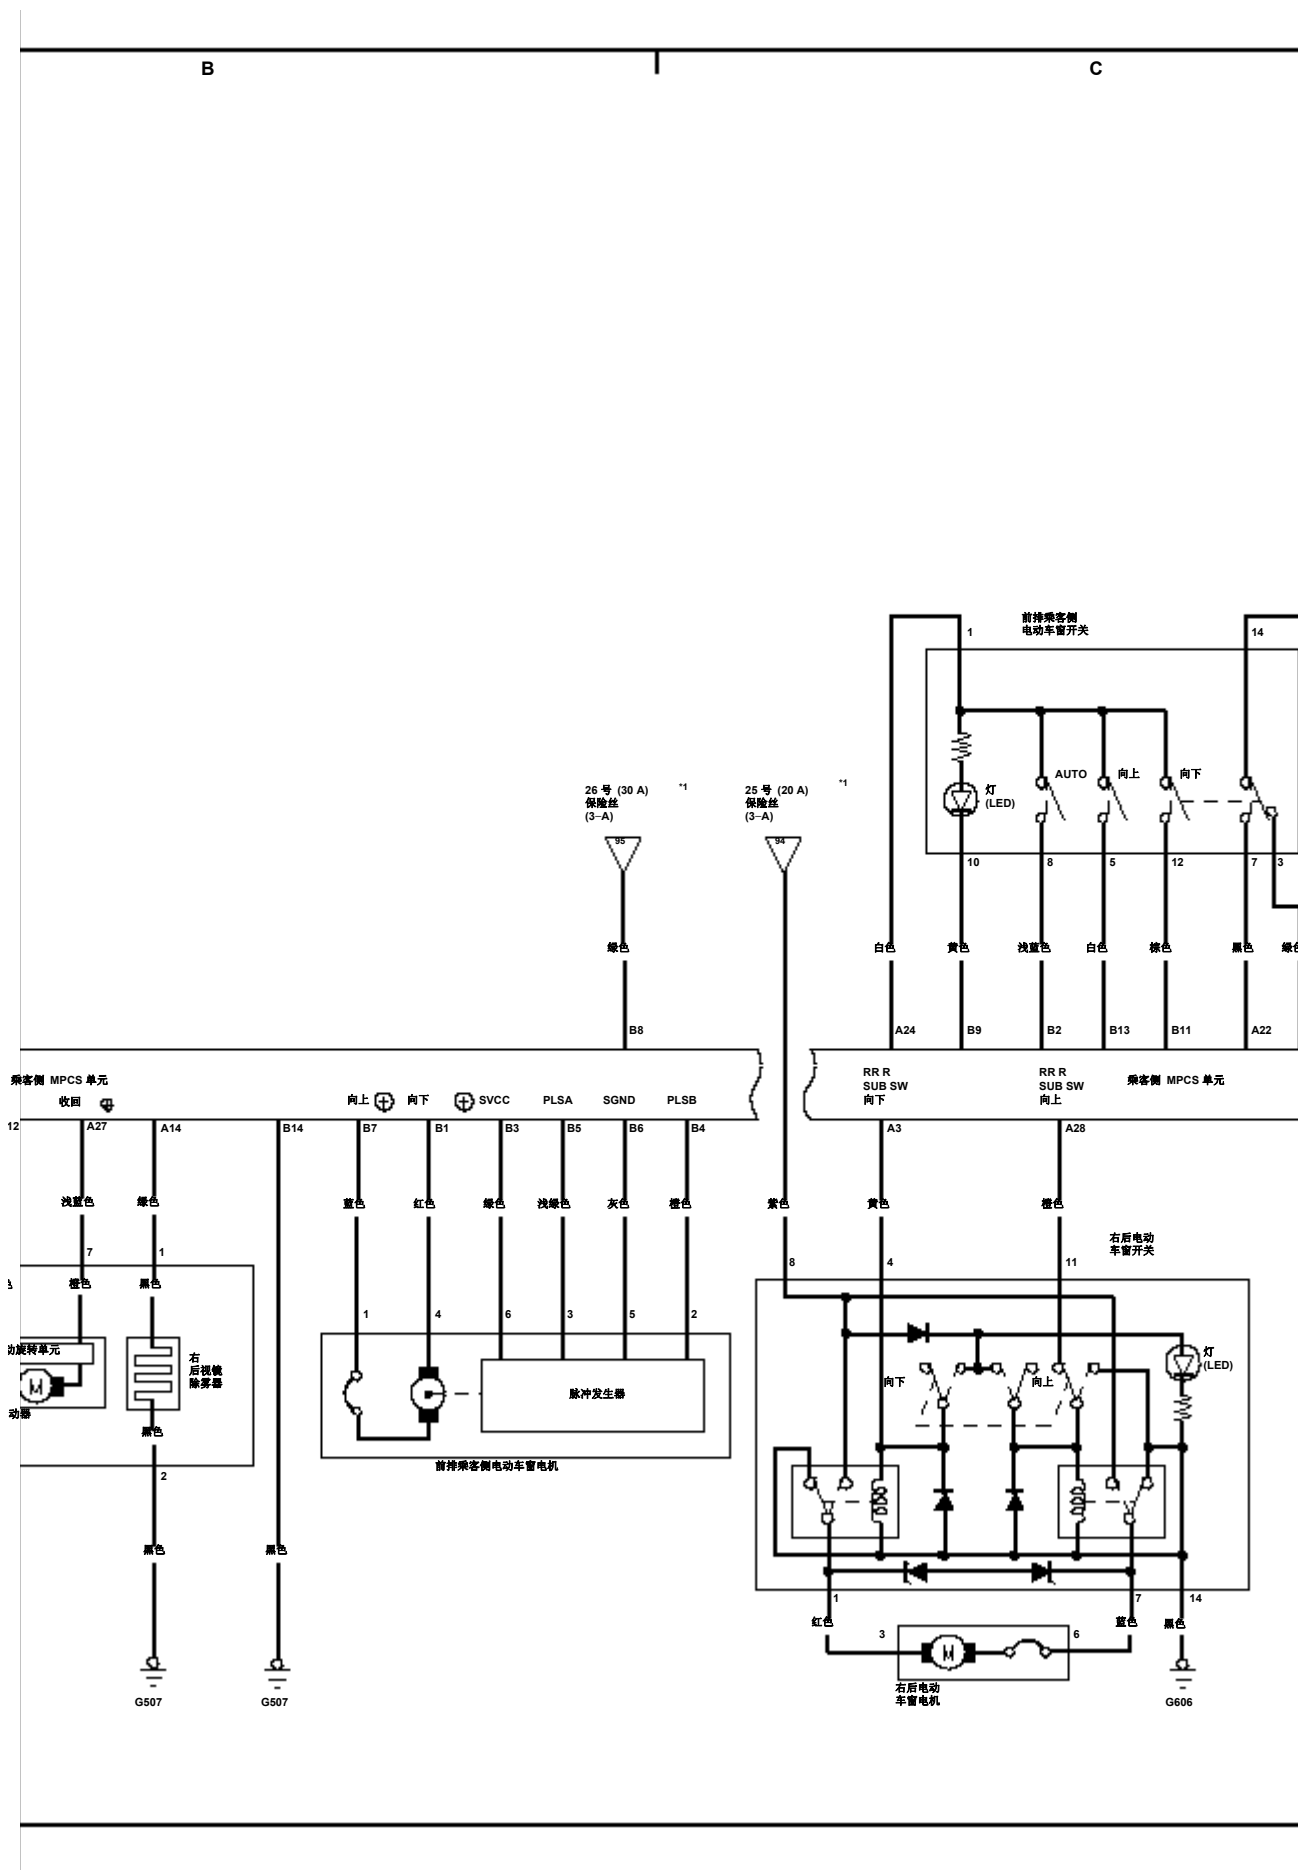 B
C
前排乘客侧
电动车窗开关
1
14
AUTO
向上
向下
灯
(LED)
26 号 (30 A)
保险丝
(3–A)
*1
25 号 (20 A)
保险丝
(3–A)
*1
95
94
10
8
5
12
7
3
绿色
白色
黄色
浅蓝色
白色
棕色
黑色
绿色
B8
A24
B9
B2
B13
B11
A22
乘客侧 MPCS 单元
收回
向上
向下
SVCC
PLSA
SGND
PLSB
RR R
SUB SW
向下
RR R
SUB SW
向上
乘客侧 MPCS 单元
12
A27
A14
B14
B7
B1
B3
B5
B6
B4
A3
A28
浅蓝色
绿色
蓝色
红色
绿色
浅绿色
灰色
橙色
紫色
黄色
橙色
右后电动
车窗开关
7
1
8
4
11
橙色
黑色
1
4
6
3
5
2
动旋转单元
M
动器
右
后视镜
除雾器
黑色
2
脉冲发生器
前排乘客侧电动车窗电机
向下
向上
灯
(LED)
黑色
黑色
1
7
14
红色
蓝色
黑色
3
6
M
右后电动
车窗电机
G507
G507
G606